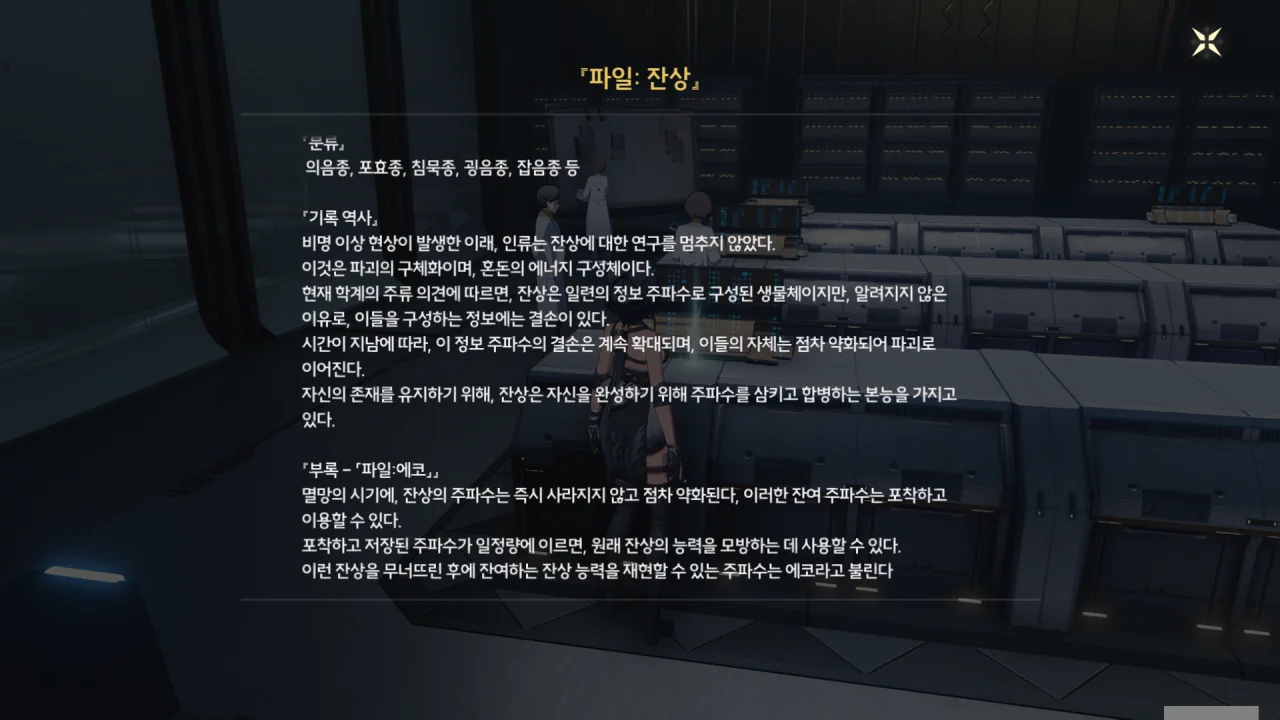 『파일: 잔상』
『분류』
의음종, 포효종, 침묵종, 굉음종, 잡음종 등
『기록 역사』
비명 이상 현상이 발생한 이래, 인류는 잔상에 대한 연구를 멈추지 않았다.
이것은 파괴의 구체화이며, 혼돈의 에너지 구성체이다.
현재 학계의 주류 의견에 따르면, 잔상은 일련의 정보 주파수로 구성된 생물체이지만, 알려지지 않은
이유로, 이들을 구성하는 정보에는 결손이 있다.
시간이 지남에 따라, 이 정보 주파수의 결손은 계속 확대되며, 이들의 자체는 점차 약화되어 파괴로
이어진다.
자신의 존재를 유지하기 위해, 잔상은 자신을 완성하기 위해 주파수를 삼키고 합병하는 본능을 가지고
있다.
『부록 – 「파일:에코」』
멸망의 시기에, 잔상의 주파수는 즉시 사라지지 않고 점차 약화된다, 이러한 잔여 주파수는 포착하고
이용할 수 있다.
포착하고 저장된 주파수가 일정량에 이르면, 원래 잔상의 능력을 모방하는 데 사용할 수 있다.
이런 잔상을 무너뜨린 후에 잔여하는 잔상 능력을 재현할 수 있는 주파수는 에코라고 불린다